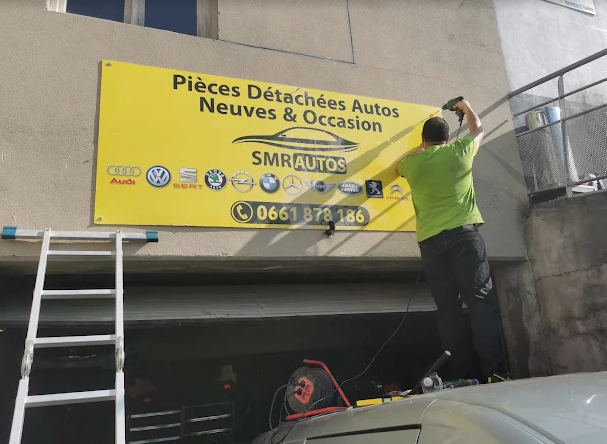 Pièces Détachées Autos
Neuves & Occasion
SMRAUTOS
Audi SEAT
0661 878 186